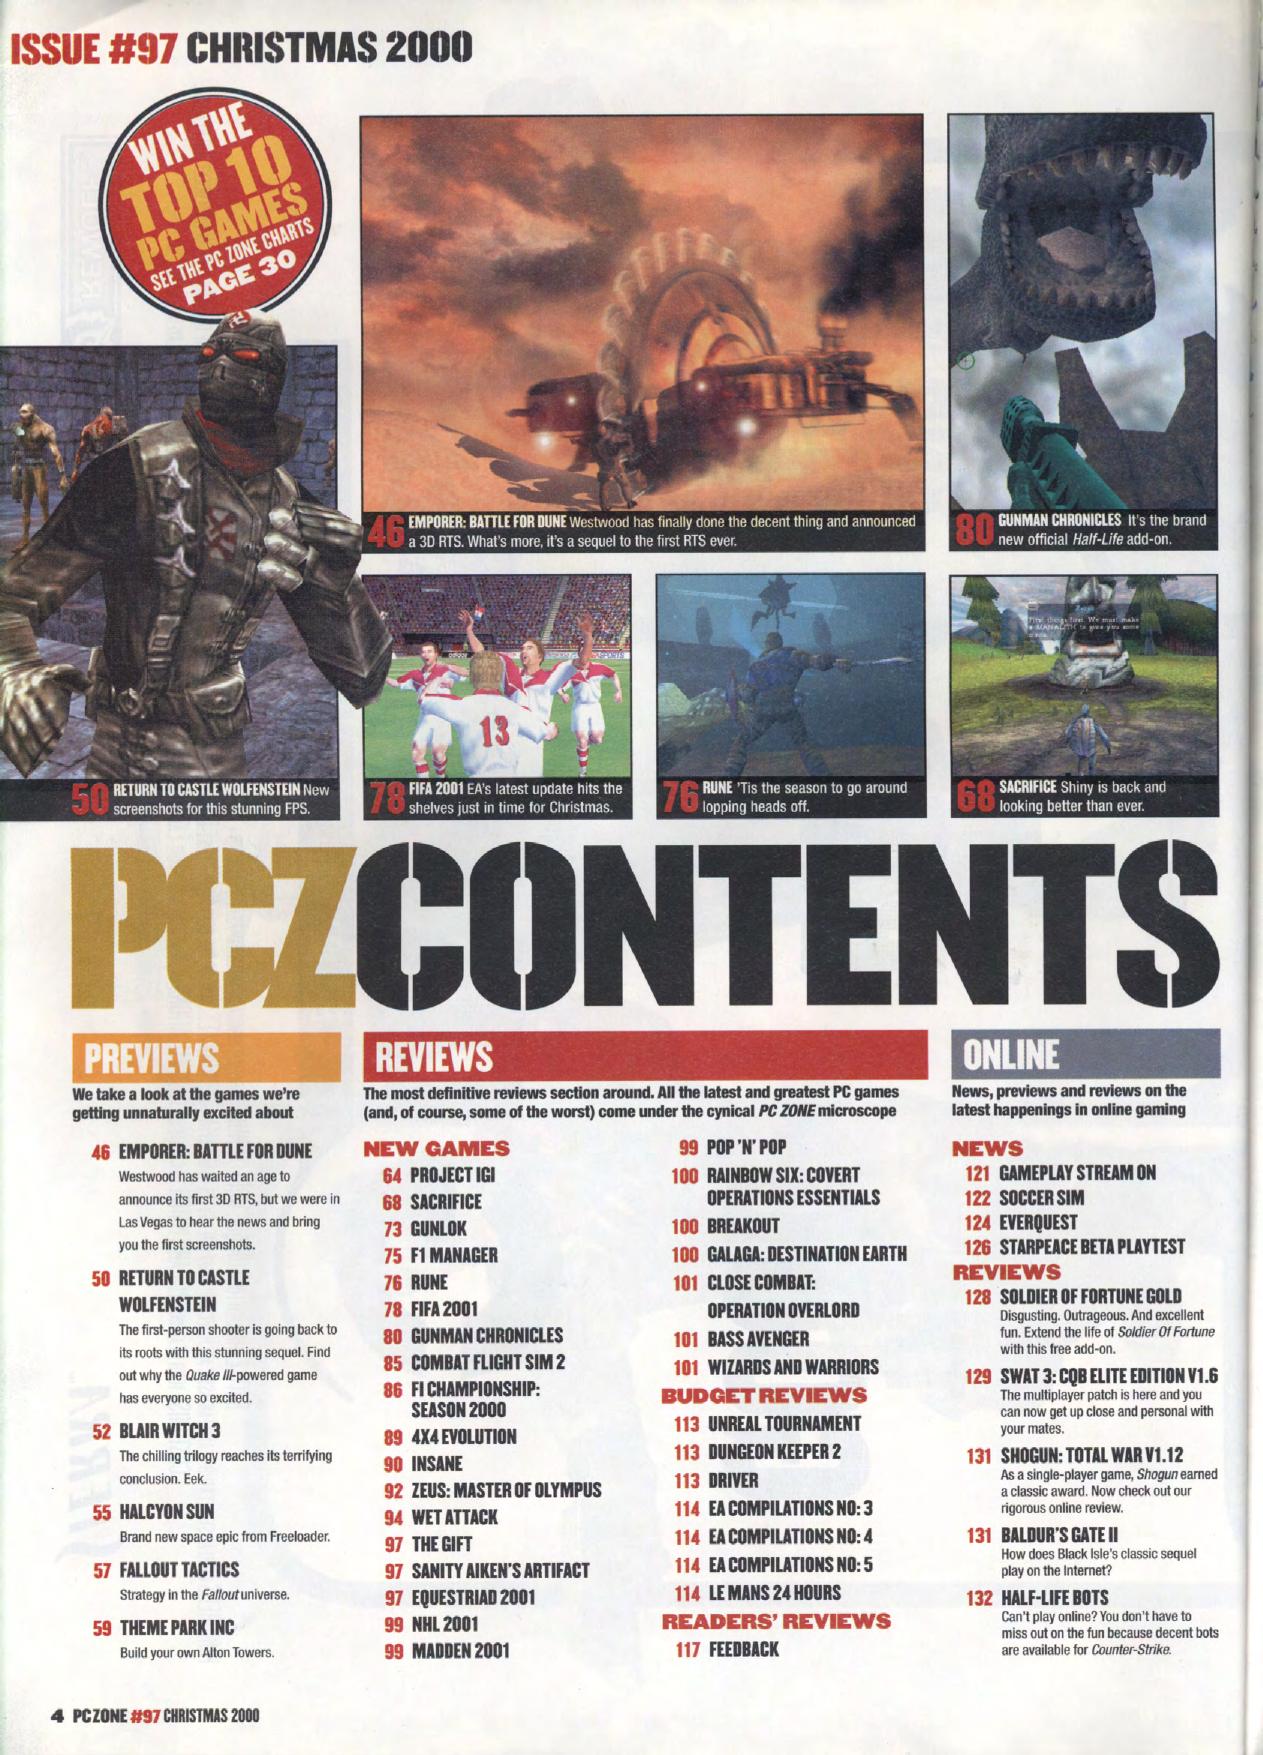 ISSUE #97 CHRISTMAS 2000
WIN THE
TOP 10
PC GAMES
SEE THE PC ZONE CHARTS
PAGE 30
46 EMPORER: BATTLE FOR DUNE Westwood has finally done the decent thing and announced
a 3D RTS. What's more, it's a sequel to the first RTS ever.
80 GUNMAN CHRONICLES It's the brand
new official Half-Life add-on.
50 RETURN TO CASTLE WOLFENSTEIN New
screenshots for this stunning FPS.
13
78 FIFA 2001 EA's latest update hits the
shelves just in time for Christmas.
76 RUNE 'Tis the season to go around
lopping heads off.
First things first. We must make
a MANALITH to give you some
68 SACRIFICE Shiny is back and
looking better than ever.
PCZCONTENTS
PREVIEWS
We take a look at the games we're
getting unnaturally excited about
46 EMPORER: BATTLE FOR DUNE
Westwood has waited an age to
announce its first 3D RTS, but we were in
Las Vegas to hear the news and bring
you the first screenshots.
50 RETURN TO CASTLE
WOLFENSTEIN
The first-person shooter is going back to
its roots with this stunning sequel. Find
out why the Quake III-powered game
has everyone so excited.
52 BLAIR WITCH 3
The chilling trilogy reaches its terrifying
conclusion. Eek.
55 HALCYON SUN
Brand new space epic from Freeloader.
57 FALLOUT TACTICS
Strategy in the Fallout universe.
59 THEME PARK INC
Build your own Alton Towers.
REVIEWS
The most definitive reviews section around. All the latest and greatest PC games
(and, of course, some of the worst) come under the cynical PC ZONE microscope
NEW GAMES
64 PROJECT IGI
68 SACRIFICE
73 GUNLOK
75 F1 MANAGER
76 RUNE
78 FIFA 2001
80 GUNMAN CHRONICLES
85 COMBAT FLIGHT SIM 2
86 FI CHAMPIONSHIP:
SEASON 2000
89 4X4 EVOLUTION
90 INSANE
92 ZEUS: MASTER OF OLYMPUS
94 WET ATTACK
97 THE GIFT
97 SANITY AIKEN'S ARTIFACT
97 EQUESTRIAD 2001
99 NHL 2001
99 MADDEN 2001
99 POP 'N' POP
100 RAINBOW SIX: COVERT
OPERATIONS ESSENTIALS
100 BREAKOUT
100 GALAGA: DESTINATION EARTH
101 CLOSE COMBAT:
OPERATION OVERLORD
101 BASS AVENGER
101 WIZARDS AND WARRIORS
BUDGET REVIEWS
113 UNREAL TOURNAMENT
113 DUNGEON KEEPER 2
113 DRIVER
114 EA COMPILATIONS NO: 3
114 EA COMPILATIONS NO: 4
114 EA COMPILATIONS NO: 5
114 LE MANS 24 HOURS
READERS' REVIEWS
117 FEEDBACK
ONLINE
News, previews and reviews on the
latest happenings in online gaming
NEWS
121 GAMEPLAY STREAM ON
122 SOCCER SIM
124 EVERQUEST
126 STARPEACE BETA PLAYTEST
REVIEWS
128 SOLDIER OF FORTUNE GOLD
Disgusting. Outrageous. And excellent
fun. Extend the life of Soldier Of Fortune
with this free add-on.
129 SWAT 3: CQB ELITE EDITION V1.6
The multiplayer patch is here and you
can now get up close and personal with
your mates.
131 SHOGUN: TOTAL WAR V1.12
As a single-player game, Shogun earned
a classic award. Now check out our
rigorous online review.
131 BALDUR'S GATE II
How does Black Isle's classic sequel
play on the Internet?
132 HALF-LIFE BOTS
Can't play online? You don't have to
miss out on the fun because decent bots
are available for Counter-Strike.
4 PCZONE #97 CHRISTMAS 2000